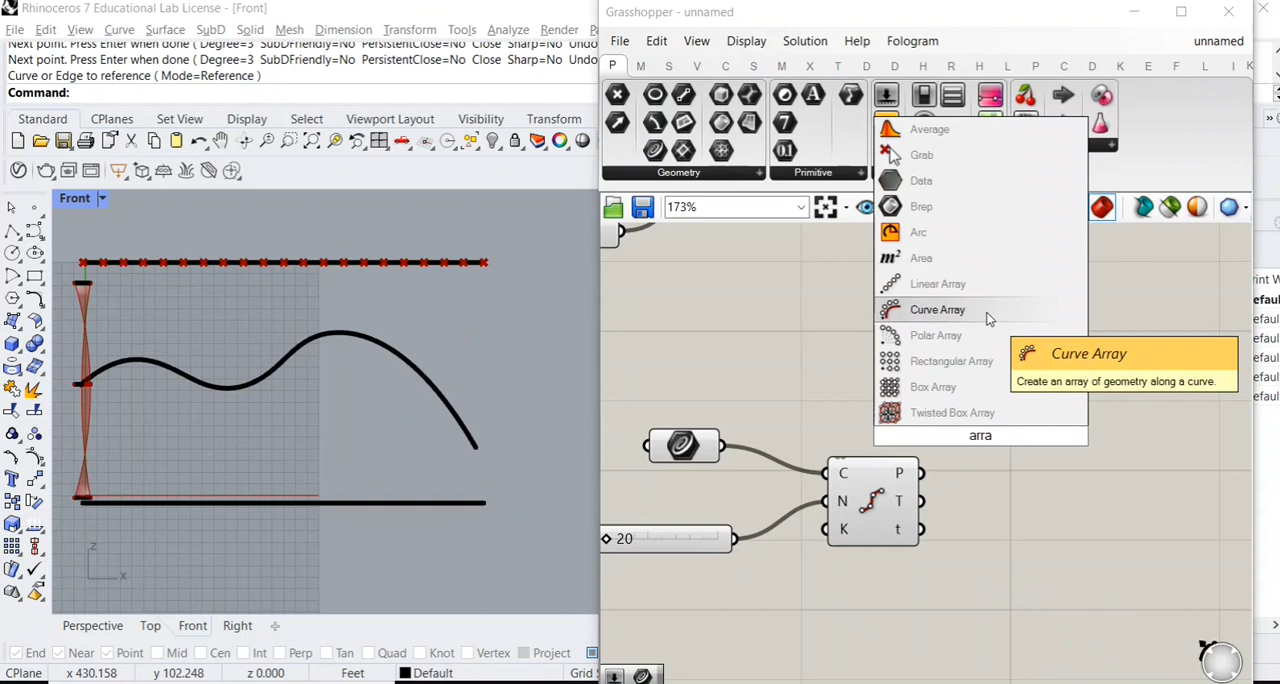 Rhinoceros 7 Educational Lab License - [Front]
File Edit View Curve Surface SubD Solid Mesh Dimension Transform Tools Analyze Render
Next point. Press Enter when done ( Degree=3 SubDFriendly=No PersistentClose=No Close Sharp=No Undo
Next point. Press Enter when done ( Degree=3 SubDFriendly=No PersistentClose=No Close Sharp=No Undo
Curve or Edge to reference ( Mode=Reference )
Command:
Standard CPlanes Set View Display Select Viewport Layout Visibility Transform
Front
z
x
Perspective Top Front Right
End Near Point Mid Cen Int Perp Tan Quad Knot Vertex Project
CPlane x 430.158 y 102.248 z 0.000 Feet Default Grid S
Grasshopper - unnamed
File Edit View Display Solution Help Fologram unnamed
P M S V C S M X T D D H H L P C D K E F L I K
Geometry Primitive
173%
Average
Grab
Data
Brep
Arc
m² Area
Linear Array
Curve Array
Polar Array
Rectangular Array
Box Array
Twisted Box Array
arra
Curve Array
Create an array of geometry along a curve.
C P
N T
K t
20
rint W
efaul
efau
efau
efau
efau